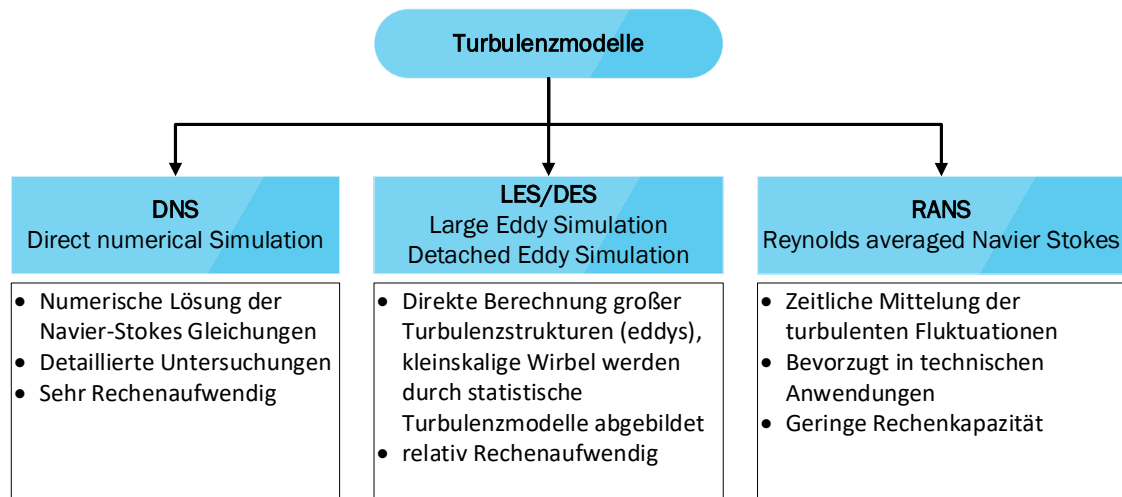 Turbulenzmodelle
DNS
Direct numerical Simulation
• Numerische Lösung der
Navier-Stokes Gleichungen
• Detaillierte Untersuchungen
• Sehr Rechenaufwendig
LES/DES
Large Eddy Simulation
Detached Eddy Simulation
• Direkte Berechnung großer
Turbulenzstrukturen (eddys),
kleinskalige Wirbel werden
durch statistische
Turbulenzmodelle abgebildet
• relativ Rechenaufwendig
RANS
Reynolds averaged Navier Stokes
• Zeitliche Mittelung der
turbulenten Fluktuationen
• Bevorzugt in technischen
Anwendungen
• Geringe Rechenkapazität